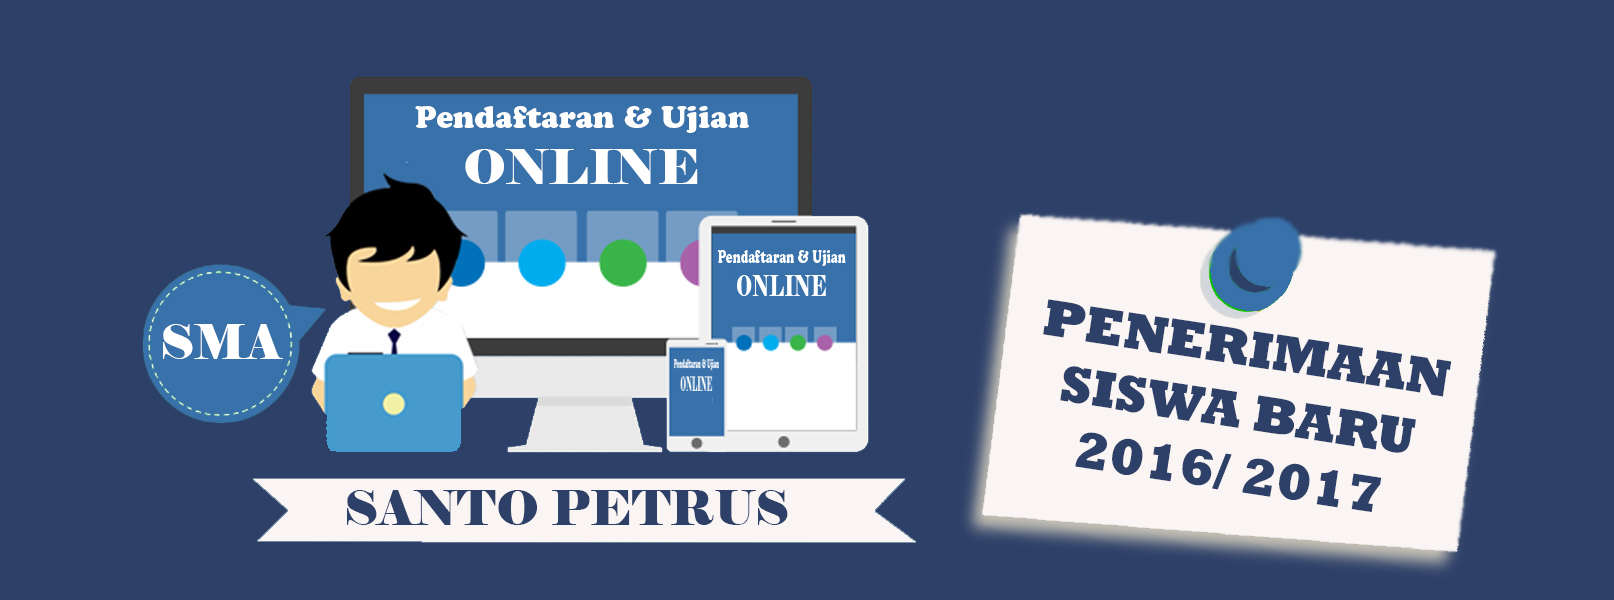 Pendaftaran & Ujian
ONLINE
Pendaftaran & Ujian
ONLINE
Pendaftaran & Ujian
ONLINE
SMA
SANTO PETRUS
PENERIMAAN
SISWA BARU
2016/ 2017